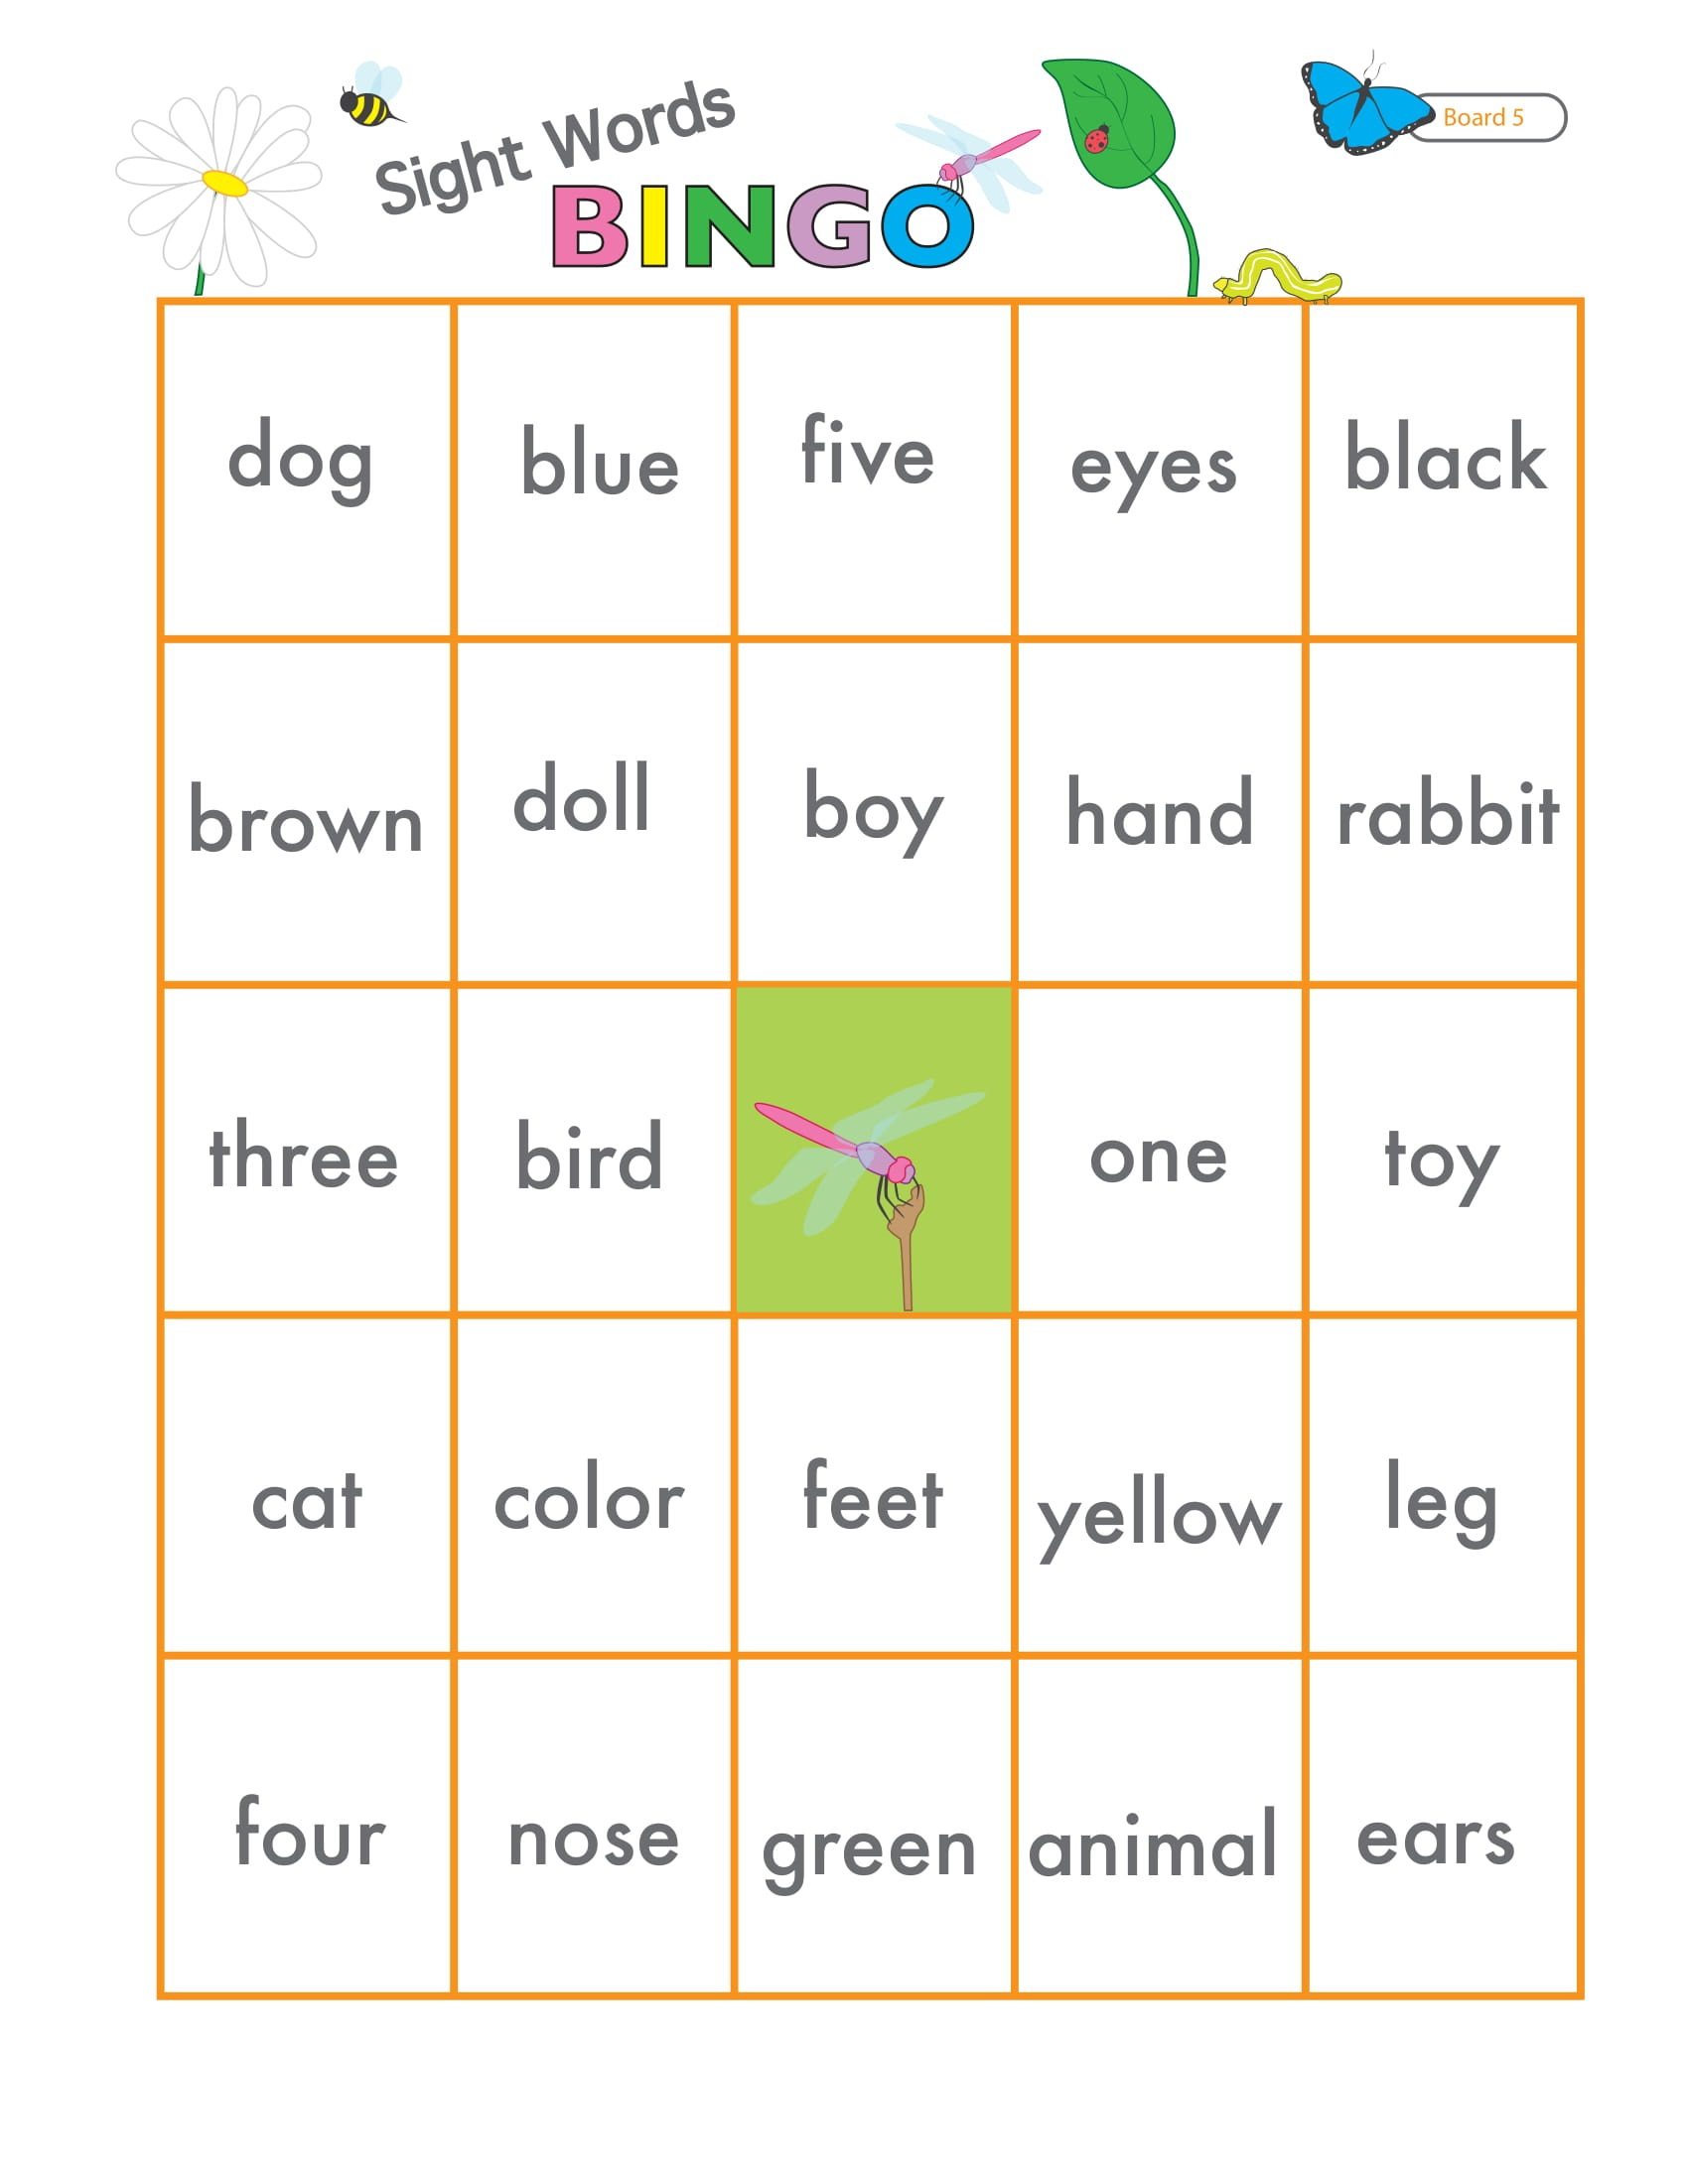 Sight Words
BINGO
Board 5
dog blue five eyes black
brown doll boy hand rabbit
three bird one toy
cat color feet yellow leg
four nose green animal ears